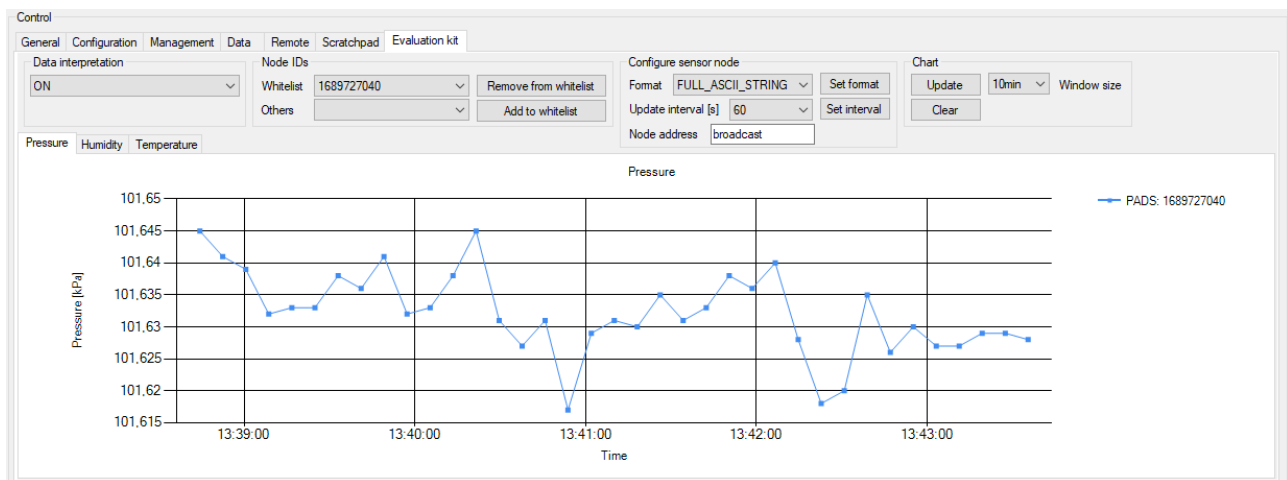 Control
General Configuration Management Data Remote Scratchpad Evaluation kit
Data interpretation
ON
Node IDs
Whitelist 1689727040 Remove from whitelist
Others Add to whitelist
Configure sensor node
Format FULL_ASCII_STRING Set format
Update interval [s] 60 Set interval
Node address broadcast
Chart
Update 10min Window size
Clear
Pressure Humidity Temperature
Pressure
PADS: 1689727040
Pressure [kPa]
101,65
101,645
101,64
101,635
101,63
101,625
101,62
101,615
13:39:00 13:40:00 13:41:00 13:42:00 13:43:00
Time